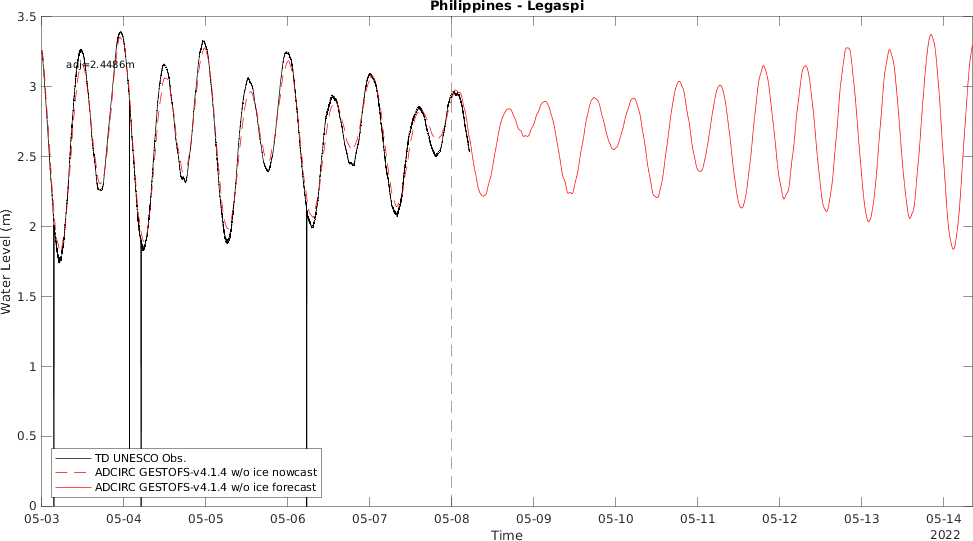 Philippines - Legaspi
3.5
3
2.5
2
1.5
1
0.5
0
Water Level (m)
adj=2.4486m
TD UNESCO Obs.
ADCIRC GESTOFS-v4.1.4 w/o ice nowcast
ADCIRC GESTOFS-v4.1.4 w/o ice forecast
05-03 05-04 05-05 05-06 05-07 05-08 05-09 05-10 05-11 05-12 05-13 05-14
Time
2022